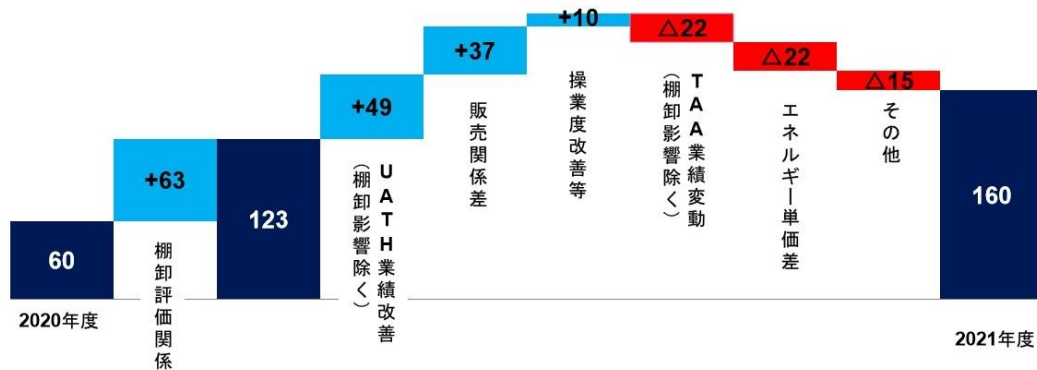 60
2020年度
+63
棚卸評価関係
123
+49
UATH業績改善
(棚卸影響除く)
+37
販売関係差
+10
操業度改善等
△22
TAA業績変動
(棚卸影響除く)
△22
エネルギー単価差
△15
その他
160
2021年度